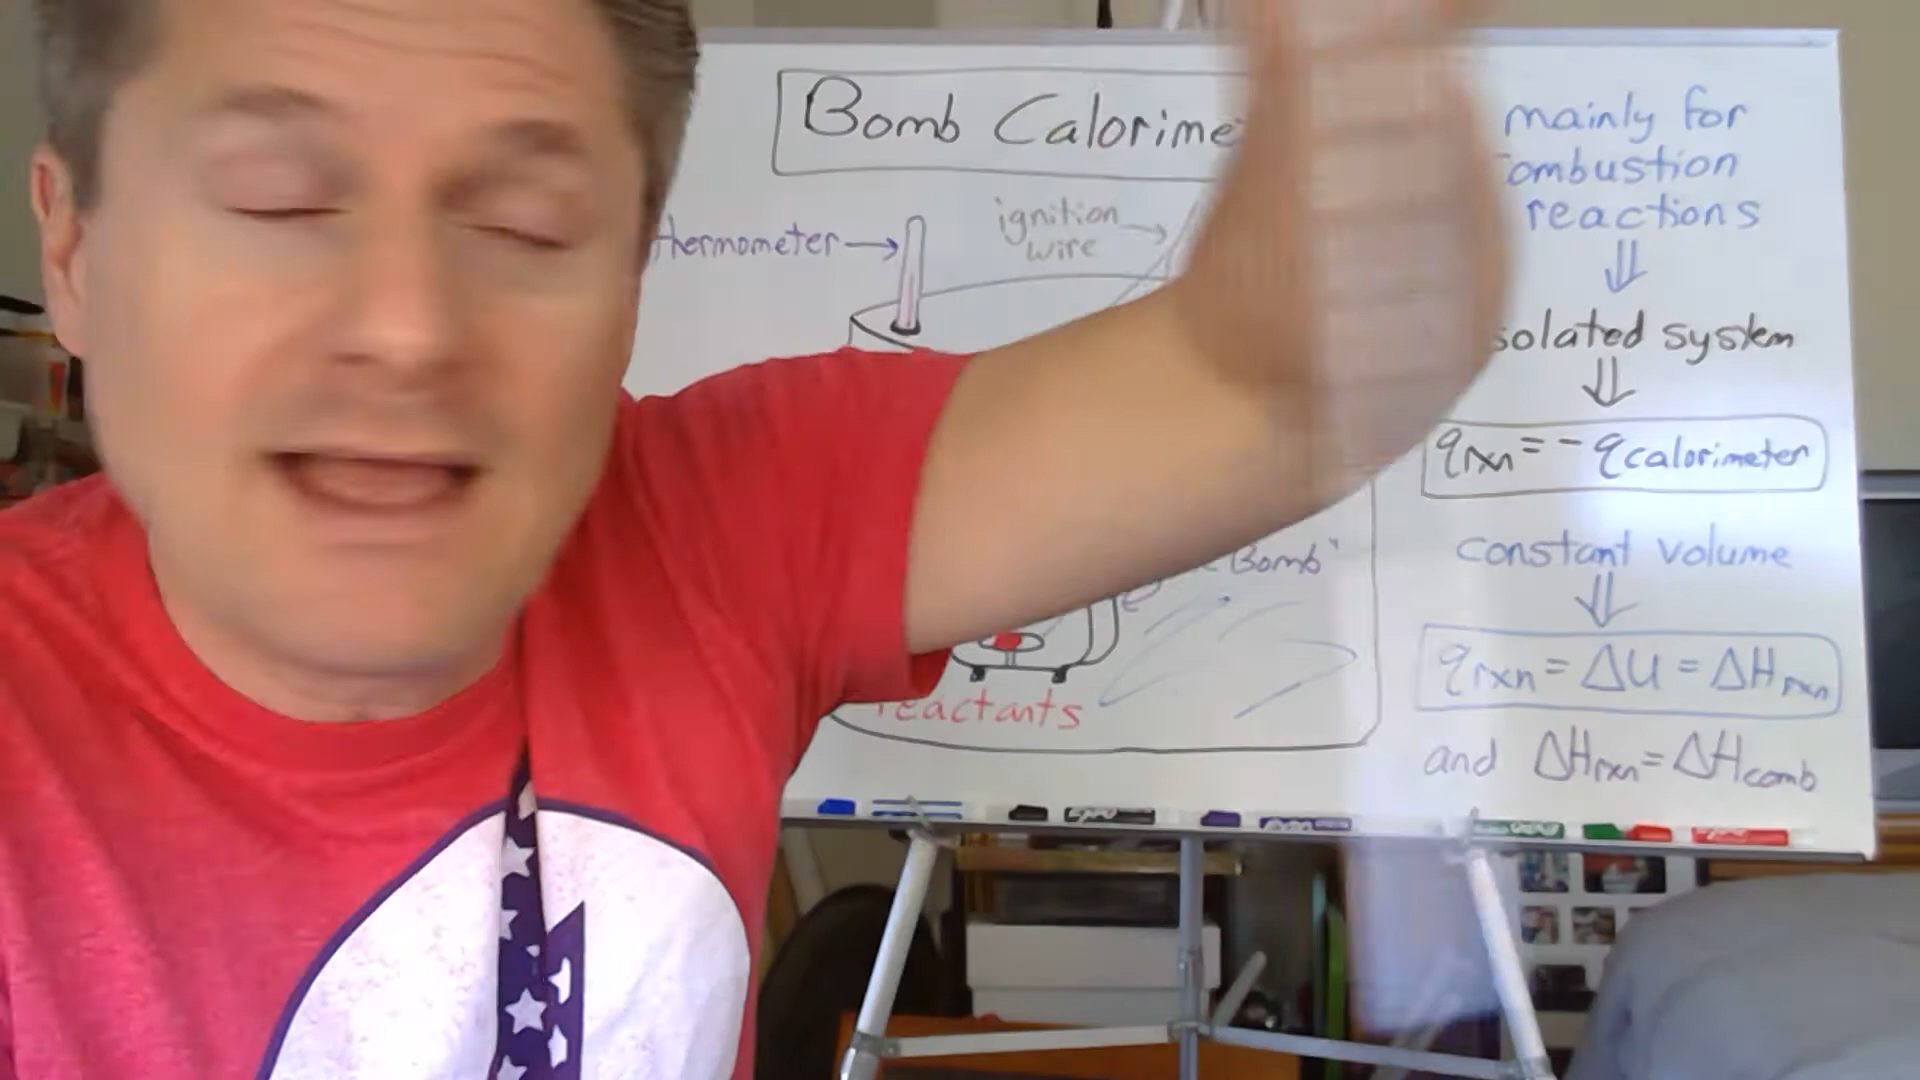 Bomb Calorime
thermometer
ignition
wire
Bomb"
reactants
mainly for
ombustion
reactions
⇓
solated system
⇓
qrxn = - qcalorimeter
constant volume
⇓
qrxn = ΔU = ΔHrxn
and ΔHrxn = ΔHcomb